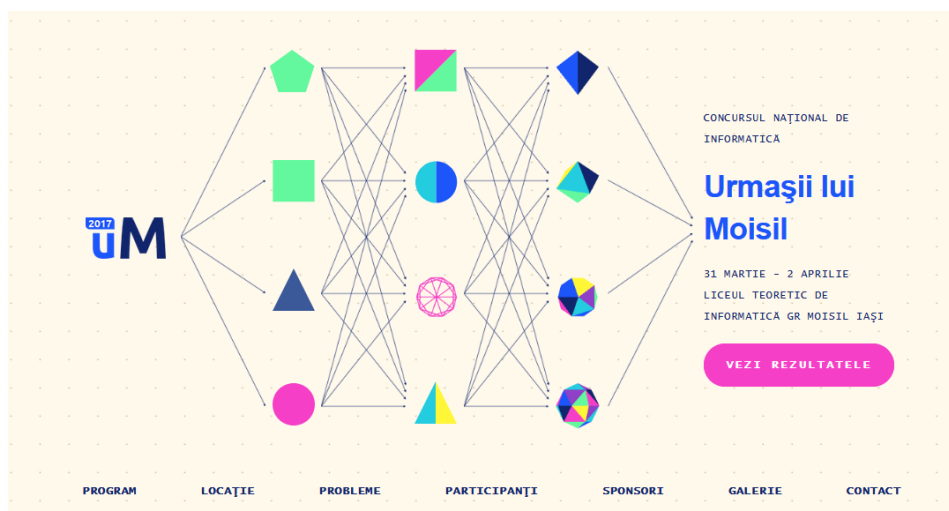 2017
uM
CONCURSUL NAŢIONAL DE
INFORMATICĂ
Urmaşii lui
Moisil
31 MARTIE – 2 APRILIE
LICEUL TEORETIC DE
INFORMATICĂ GR MOISIL IAŞI
VEZI REZULTATELE
PROGRAM LOCAŢIE PROBLEME PARTICIPANŢI SPONSORI GALERIE CONTACT